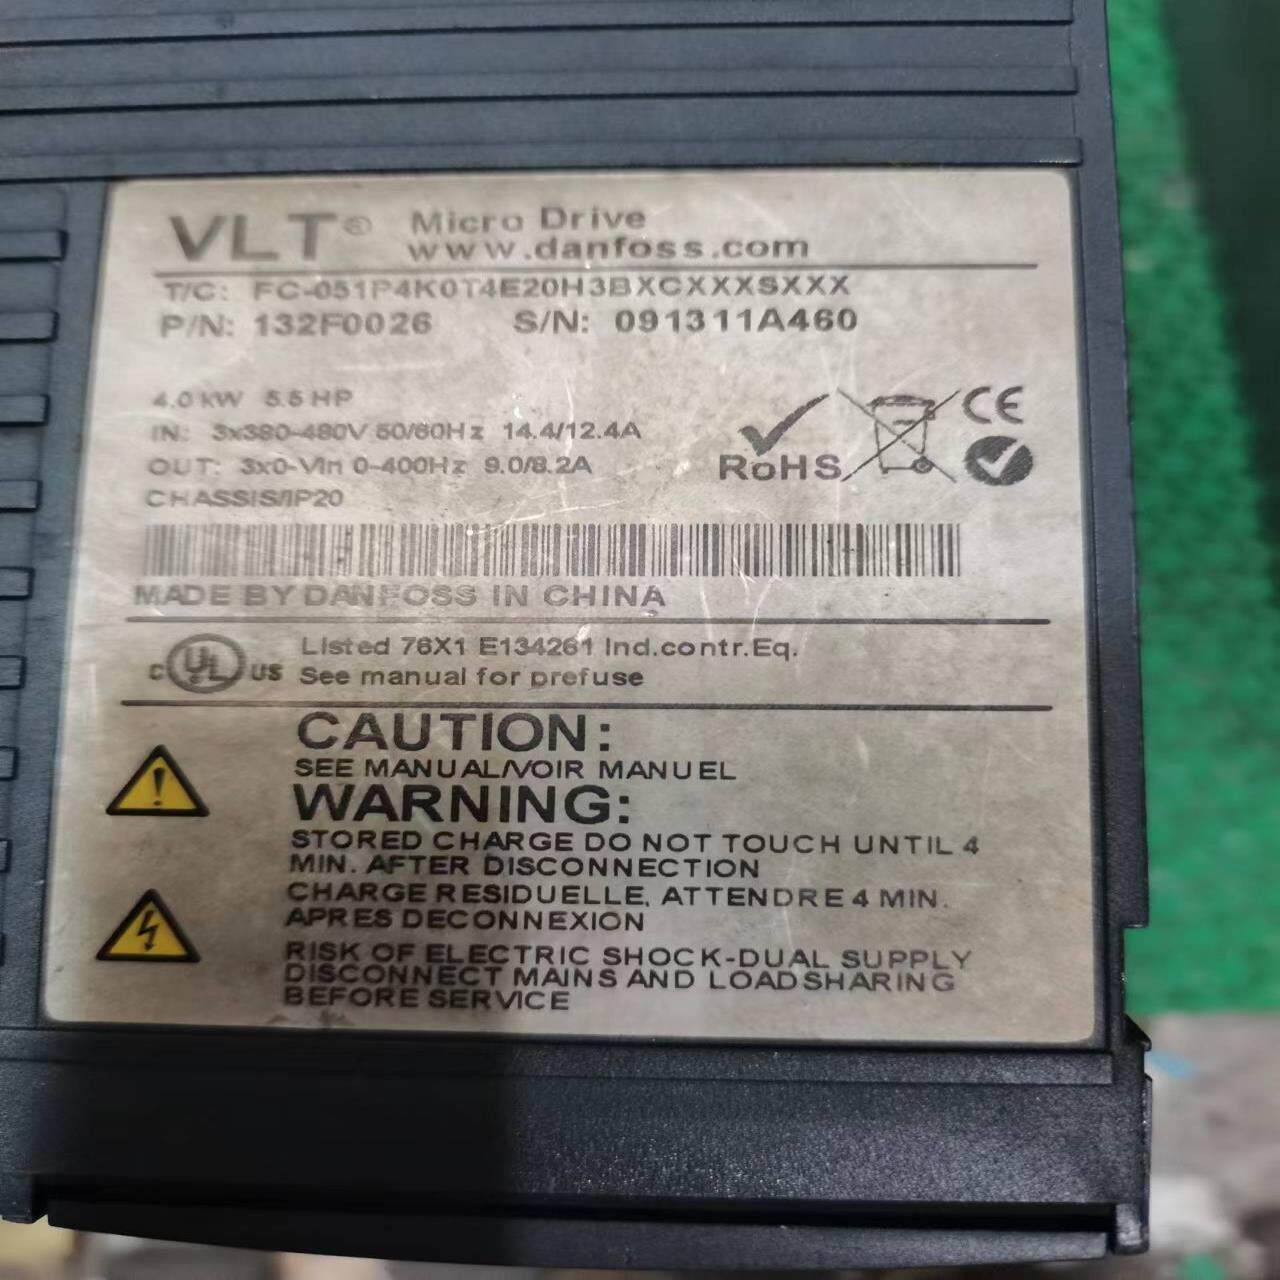 VLT® Micro Drive
www.danfoss.com
T/C: FC-051P4K0T4E20H3BXCXXXSXXX
P/N: 132F0026 S/N: 091311A460
4.0 kW 5.5 HP
IN: 3x380-480V 50/60Hz 14.4/12.4A
OUT: 3x0-Vin 0-400Hz 9.0/8.2A
CHASSIS/IP20
RoHS
CE
MADE BY DANFOSS IN CHINA
C UL US Listed 76X1 E134261 Ind.contr.Eq.
See manual for prefuse
CAUTION:
SEE MANUAL/VOIR MANUEL
WARNING:
STORED CHARGE DO NOT TOUCH UNTIL 4
MIN. AFTER DISCONNECTION
CHARGE RESIDUELLE, ATTENDRE 4 MIN.
APRES DECONNEXION
RISK OF ELECTRIC SHOCK-DUAL SUPPLY
DISCONNECT MAINS AND LOADSHARING
BEFORE SERVICE